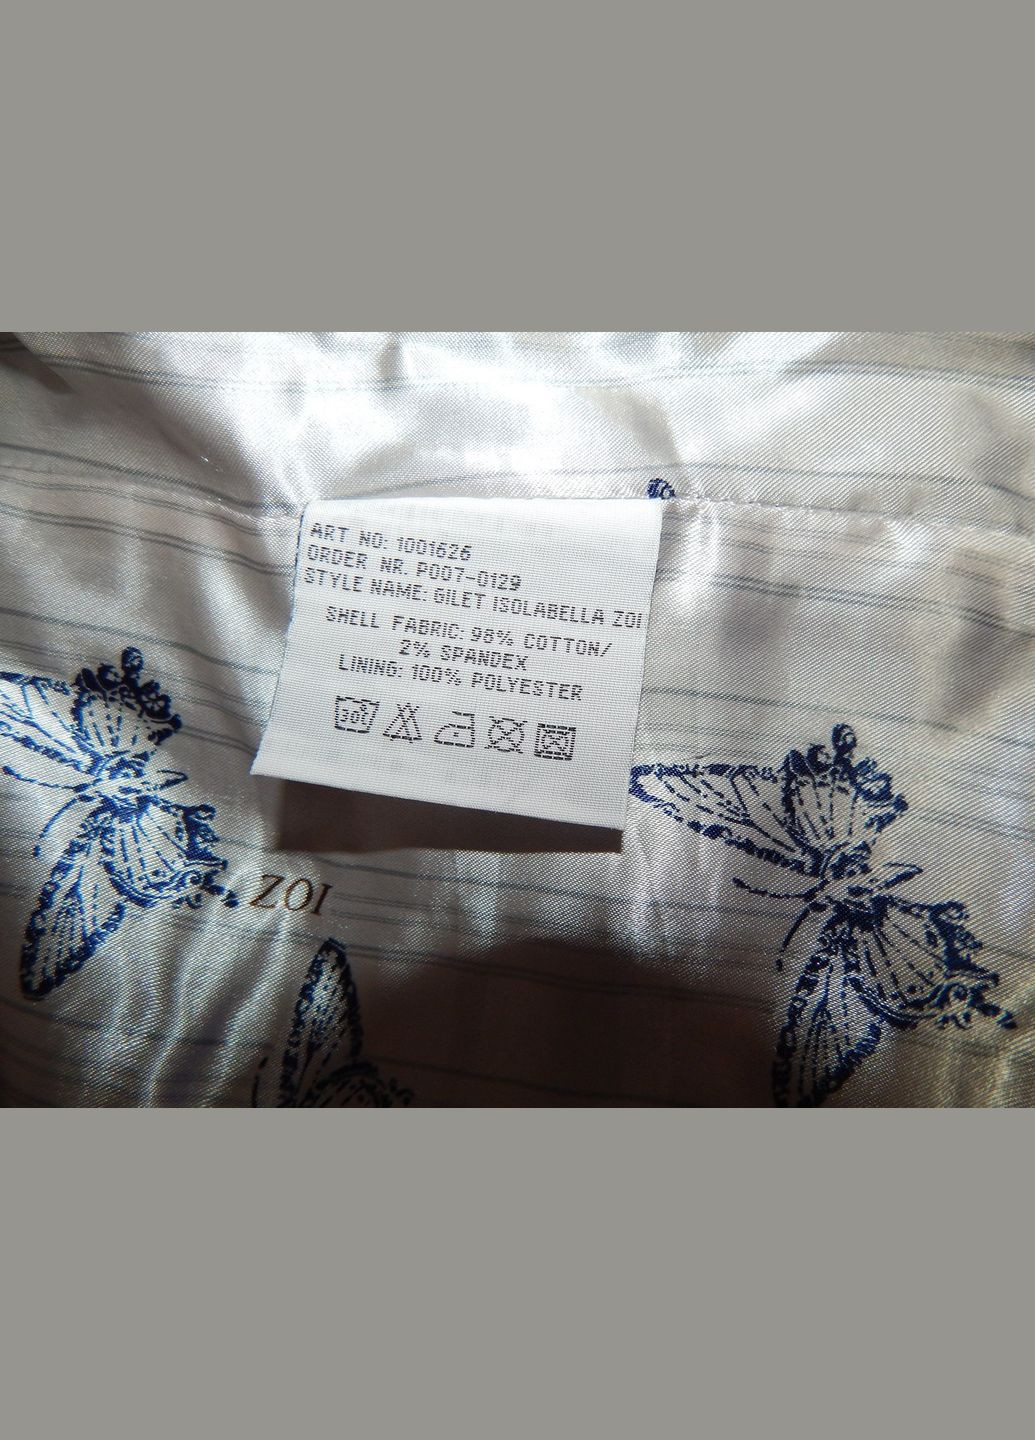 ART NO: 1001626
ORDER NR. P007-0129
STYLE NAME: GILET ISOLABELLA ZOI
SHELL FABRIC: 98% COTTON/
2% SPANDEX
LINING: 100% POLYESTER
30°
ZOI